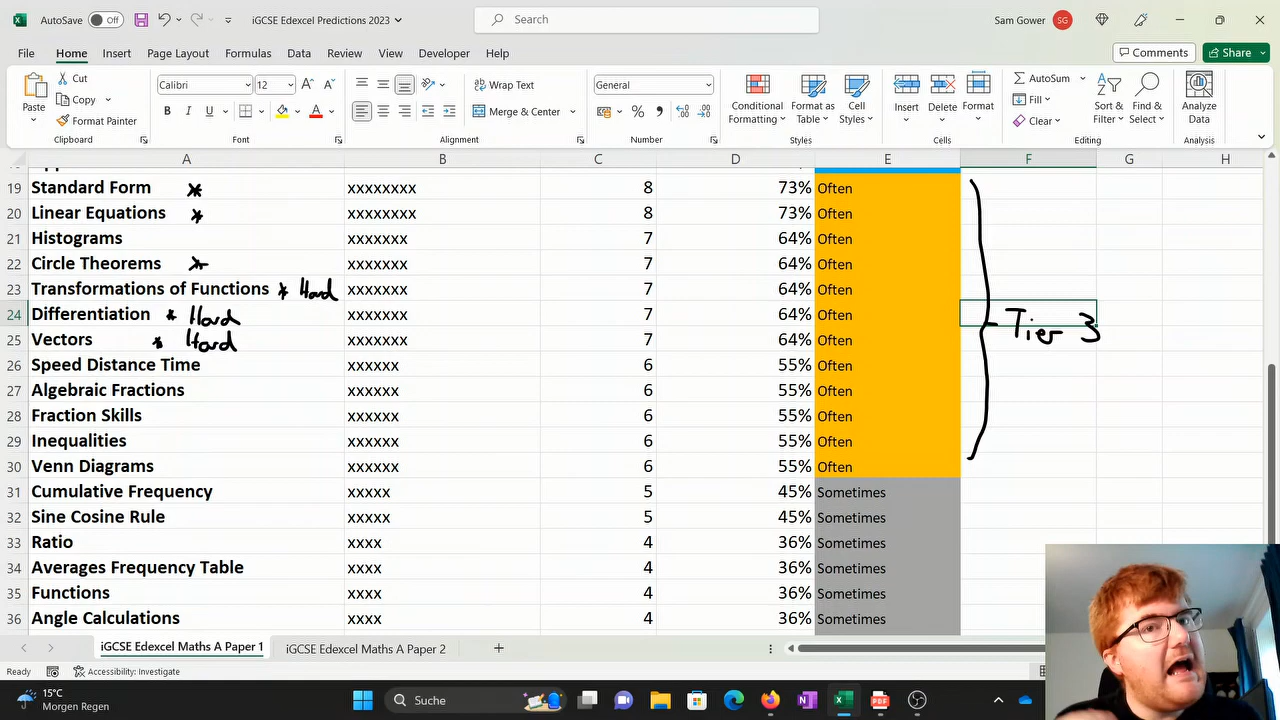 AutoSave Off iGCSE Edexcel Predictions 2023 Search Sam Gower SG
File Home Insert Page Layout Formulas Data Review View Developer Help Comments Share
Cut
Copy
Format Painter
Paste
Calibri 12
B I U
Wrap Text
Merge & Center
General
Conditional Formatting
Format as Table
Cell Styles
Insert
Delete
Format
AutoSum
Fill
Clear
Sort & Filter
Find & Select
Analyze Data
Clipboard Font Alignment Number Styles Cells Editing Analysis
A B C D E F G H
19 Standard Form xxxxxxxx 8 73% Often
20 Linear Equations xxxxxxxx 8 73% Often
21 Histograms xxxxxxx 7 64% Often
22 Circle Theorems xxxxxxx 7 64% Often
23 Transformations of Functions Hard xxxxxxx 7 64% Often
24 Differentiation Hard xxxxxxx 7 64% Often
Tier 3
25 Vectors Hard xxxxxxx 7 64% Often
26 Speed Distance Time xxxxxx 6 55% Often
27 Algebraic Fractions xxxxxx 6 55% Often
28 Fraction Skills xxxxxx 6 55% Often
29 Inequalities xxxxxx 6 55% Often
30 Venn Diagrams xxxxxx 6 55% Often
31 Cumulative Frequency xxxxx 5 45% Sometimes
32 Sine Cosine Rule xxxxx 5 45% Sometimes
33 Ratio xxxx 4 36% Sometimes
34 Averages Frequency Table xxxx 4 36% Sometimes
35 Functions xxxx 4 36% Sometimes
36 Angle Calculations xxxx 4 36% Sometimes
iGCSE Edexcel Maths A Paper 1 iGCSE Edexcel Maths A Paper 2
Ready Accessibility: Investigate
15°C
Morgen Regen
Suche